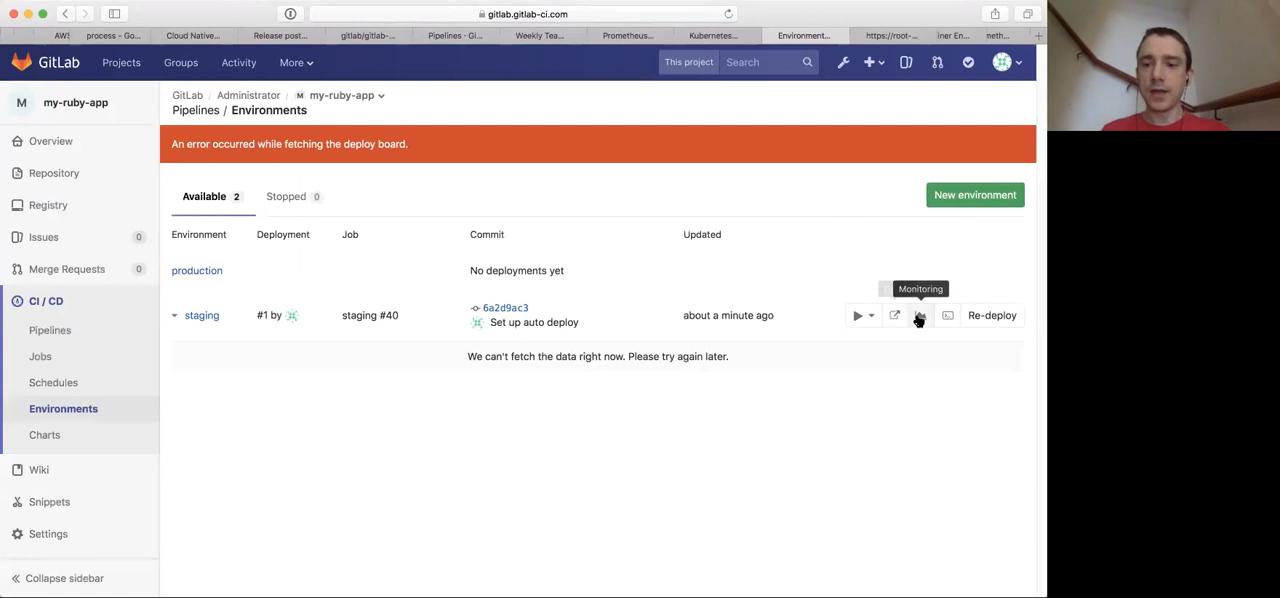 gitlab.gitlab-ci.com
AWS process - Go... Cloud Native... Release post... gitlab/gitlab-... Pipelines - Gi... Weekly Tea... Prometheus... Kubernetes... Environment... https://root-... iner En... meth...
GitLab Projects Groups Activity More This project Search
M my-ruby-app
GitLab Administrator M my-ruby-app
Pipelines / Environments
An error occurred while fetching the deploy board.
Overview
Repository
Registry
Issues 0
Merge Requests 0
CI / CD
Pipelines
Jobs
Schedules
Environments
Charts
Wiki
Snippets
Settings
Collapse sidebar
Available 2 Stopped 0 New environment
Environment Deployment Job Commit Updated
production No deployments yet
Monitoring
staging #1 by staging #40 6a2d9ac3 about a minute ago Re-deploy
Set up auto deploy
We can't fetch the data right now. Please try again later.